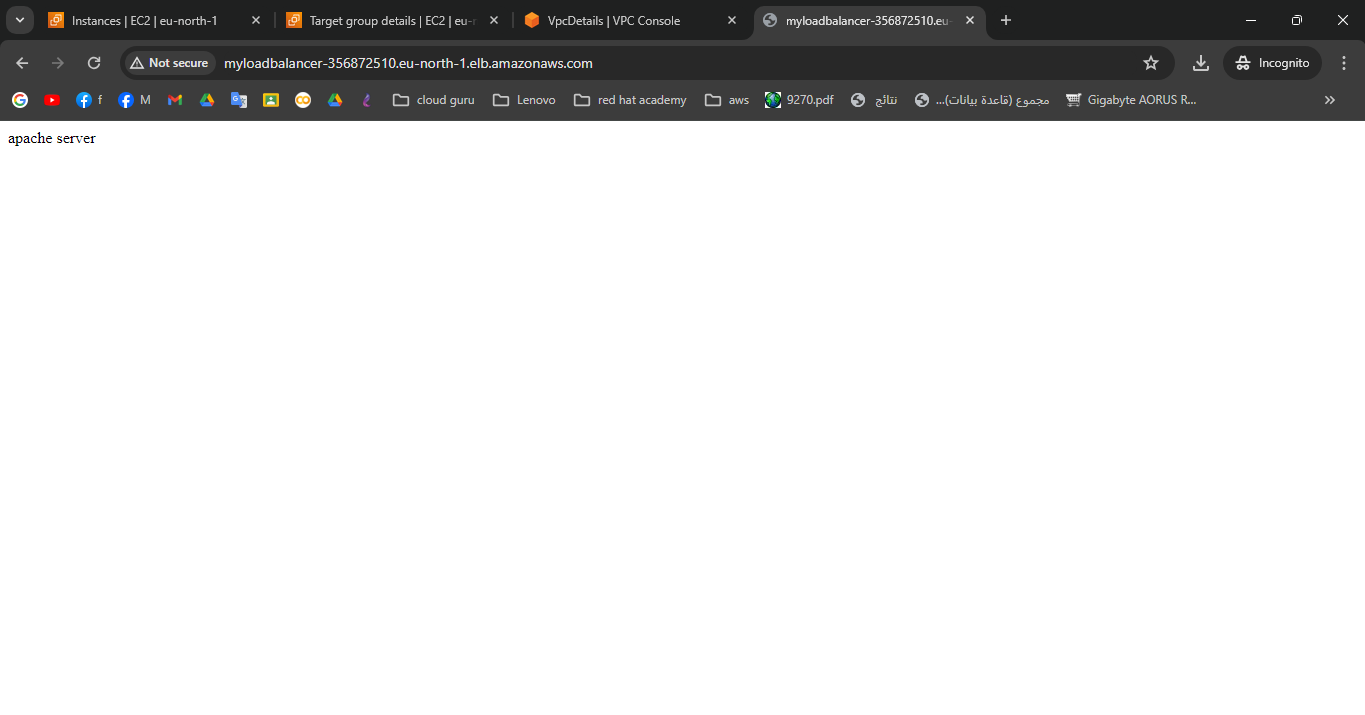 Instances | EC2 | eu-north-1
Target group details | EC2 | eu-n
VpcDetails | VPC Console
myloadbalancer-356872510.eu-
Not secure
myloadbalancer-356872510.eu-north-1.elb.amazonaws.com
Incognito
f
M
cloud guru
Lenovo
red hat academy
aws
9270.pdf
نتائج
مجموع (قاعدة بيانات)...
Gigabyte AORUS R...
apache server